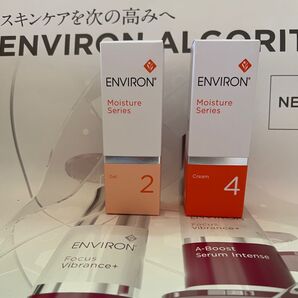 スキンケアを次の高みへ
ENVIRON ALGORIT
NE
ENVIRON
Moisture
Series
Gel
2
ENVIRON
Moisture
Series
Cream
4
ENVIRON
Focus
Vibrance+
A-Boost
Serum Intense